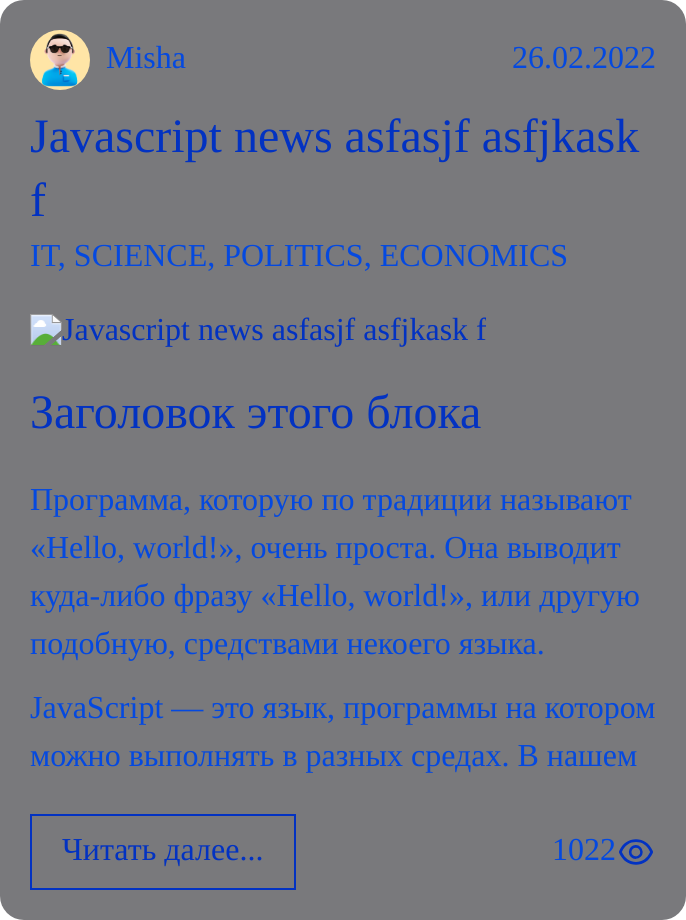 Misha 26.02.2022
Javascript news asfasjf asfjkask
f
IT, SCIENCE, POLITICS, ECONOMICS
Javascript news asfasjf asfjkask f
Заголовок этого блока
Программа, которую по традиции называют
«Hello, world!», очень проста. Она выводит
куда-либо фразу «Hello, world!», или другую
подобную, средствами некоего языка.
JavaScript — это язык, программы на котором
можно выполнять в разных средах. В нашем
Читать далее...
1022